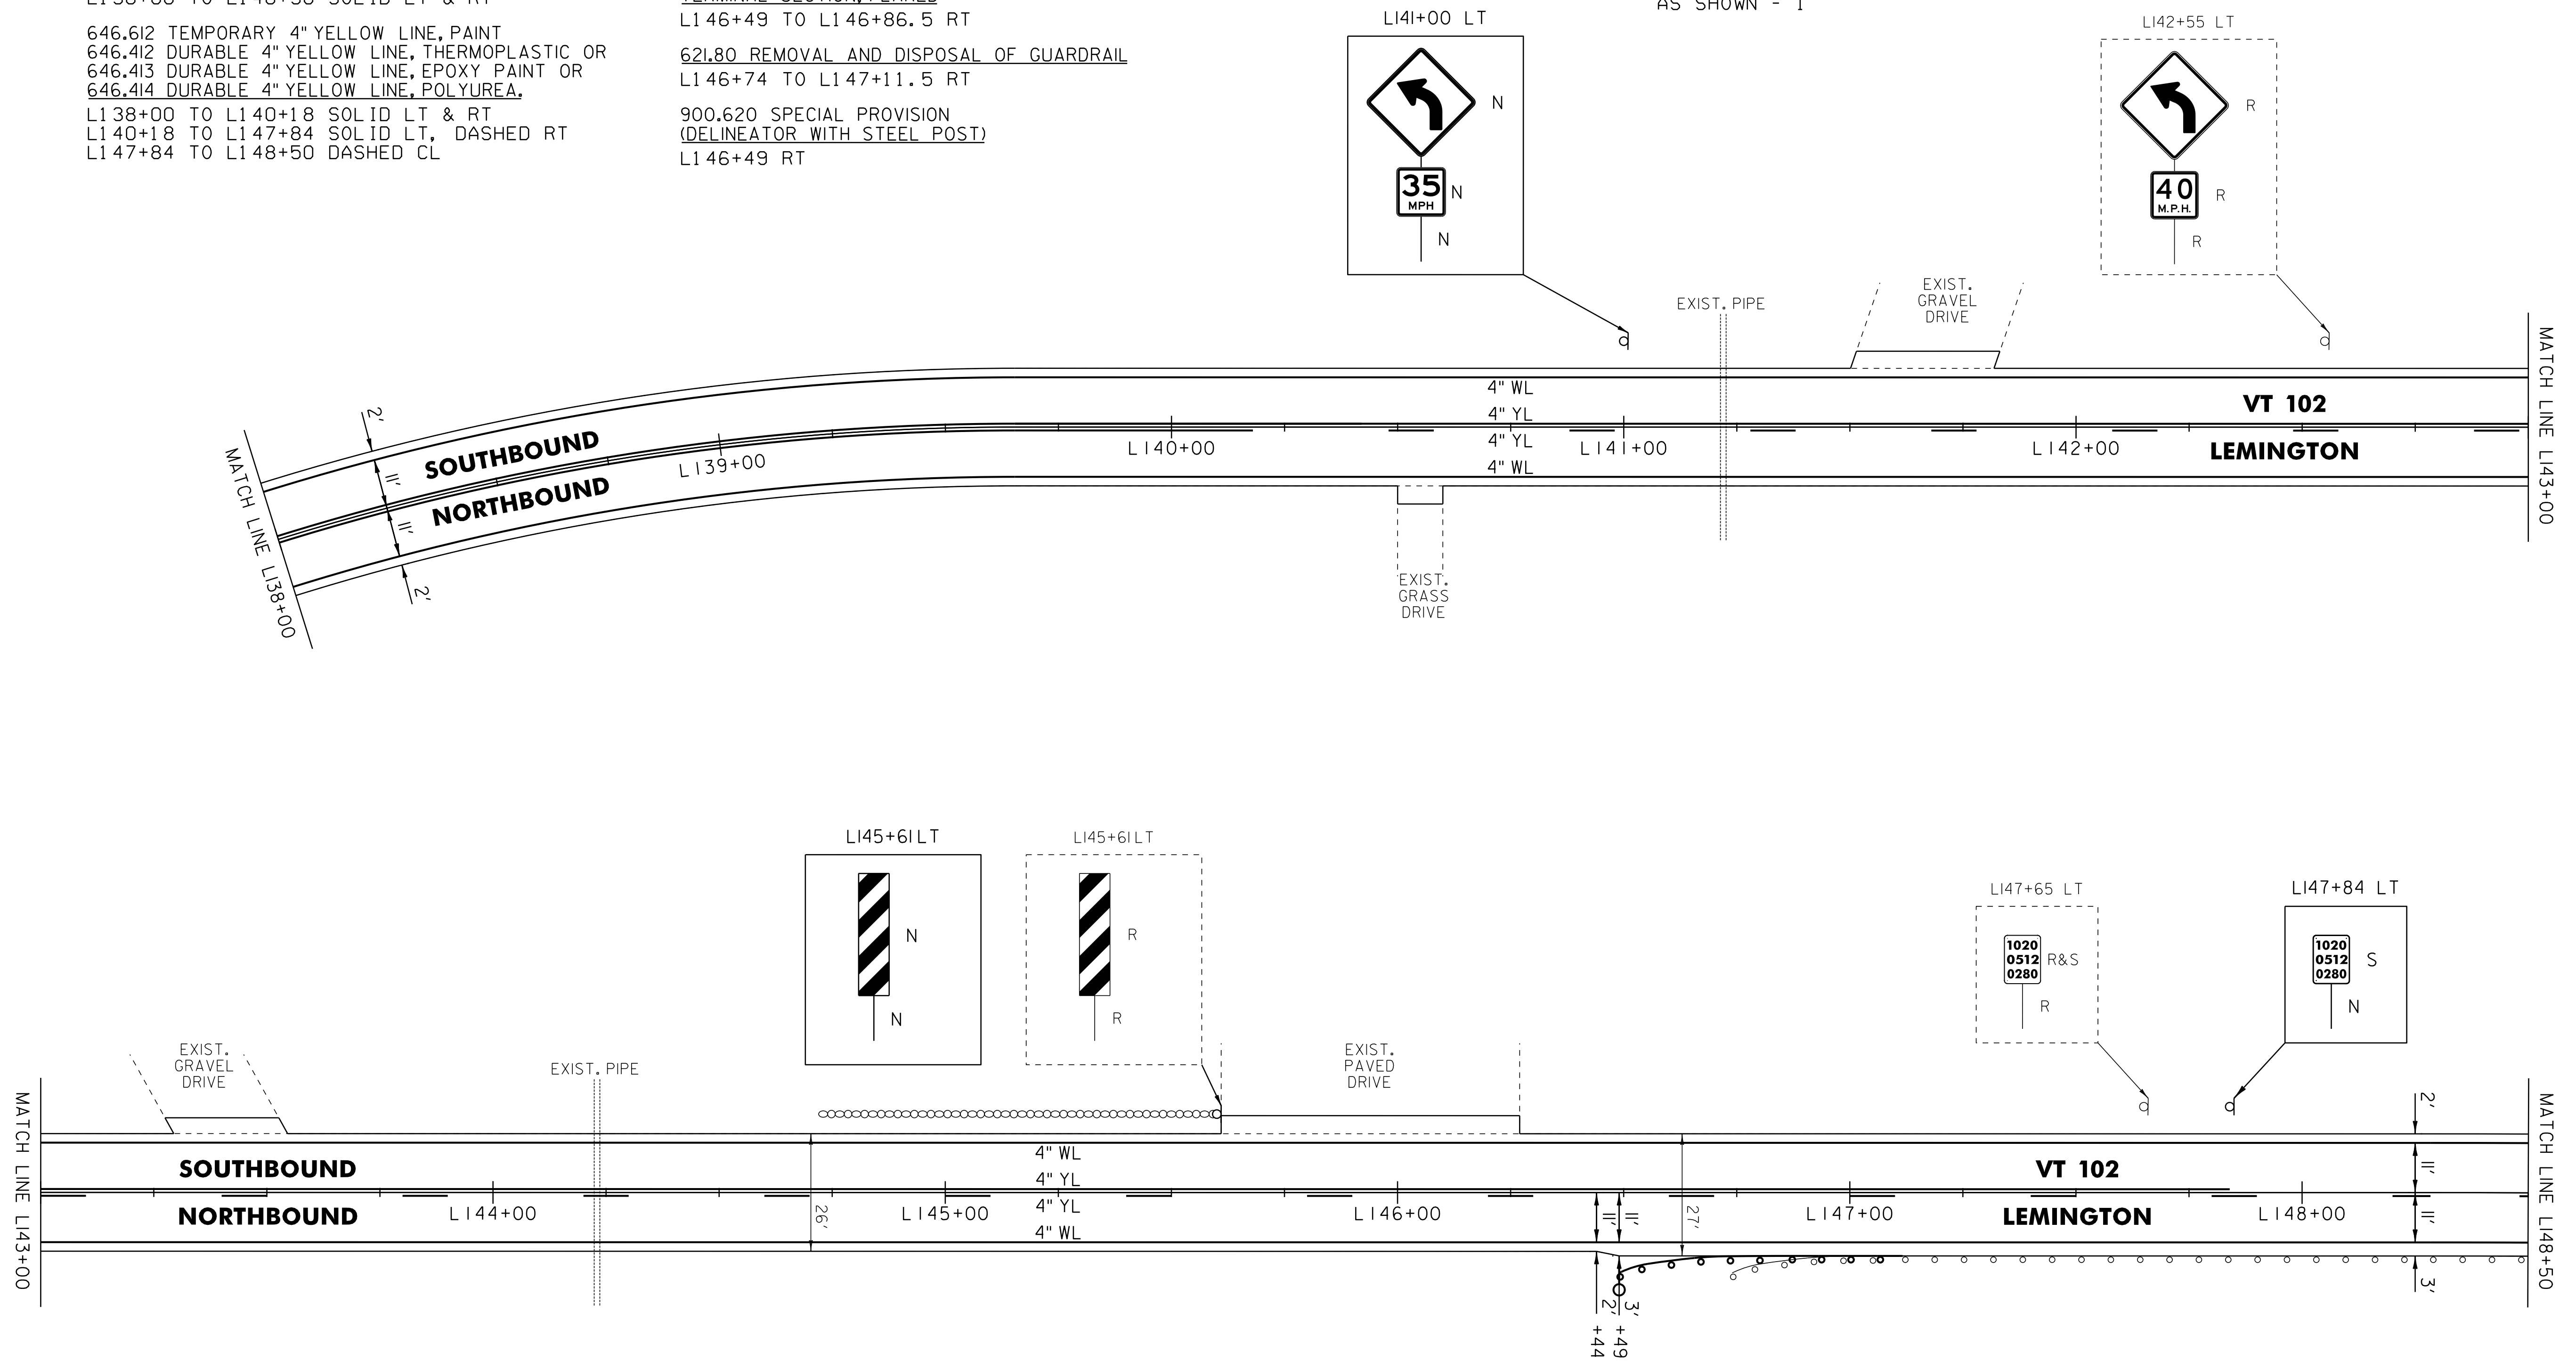 646.612 TEMPORARY 4" YELLOW LINE, PAINT
646.412 DURABLE 4" YELLOW LINE, THERMOPLASTIC OR
646.413 DURABLE 4" YELLOW LINE, EPOXY PAINT OR
646.414 DURABLE 4" YELLOW LINE, POLYUREA.
L138+00 TO L140+18 SOLID LT & RT
L140+18 TO L147+84 SOLID LT, DASHED RT
L147+84 TO L148+50 DASHED CL
L146+49 TO L146+86.5 RT
621.80 REMOVAL AND DISPOSAL OF GUARDRAIL
L146+74 TO L147+11.5 RT
900.620 SPECIAL PROVISION
(DELINEATOR WITH STEEL POST)
L146+49 RT
AS SHOWN - 1
L141+00 LT
N
35
MPH
N
N
L142+55 LT
R
40
M.P.H.
R
R
EXIST. PIPE
EXIST.
GRAVEL
DRIVE
MATCH LINE L143+00
4" WL
4" YL
4" YL
4" WL
VT 102
LEMINGTON
2'
SOUTHBOUND
11'
NORTHBOUND
11'
2'
L139+00
L140+00
L141+00
L142+00
MATCH LINE L138+00
EXIST.
GRASS
DRIVE
L145+61 LT
N
N
L145+61 LT
R
R
L147+65 LT
1020
0512
0280
R&S
R
L147+84 LT
1020
0512
0280
S
N
EXIST.
GRAVEL
DRIVE
EXIST. PIPE
EXIST.
PAVED
DRIVE
MATCH LINE L143+00
SOUTHBOUND
NORTHBOUND
4" WL
4" YL
4" YL
4" WL
VT 102
LEMINGTON
L144+00
26'
L145+00
L146+00
11'
11'
27'
L147+00
L148+00
2'
11'
11'
3'
2'
3'
+44
+49
MATCH LINE L148+50